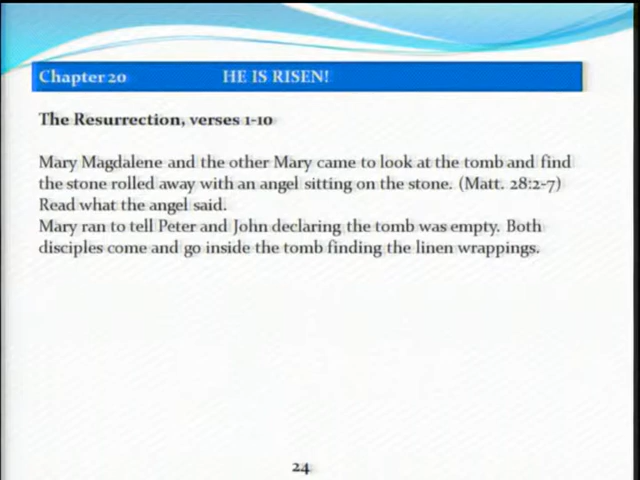 Chapter 20 HE IS RISEN!
The Resurrection, verses 1-10
Mary Magdalene and the other Mary came to look at the tomb and find
the stone rolled away with an angel sitting on the stone. (Matt. 28:2-7)
Read what the angel said.
Mary ran to tell Peter and John declaring the tomb was empty. Both
disciples come and go inside the tomb finding the linen wrappings.
24